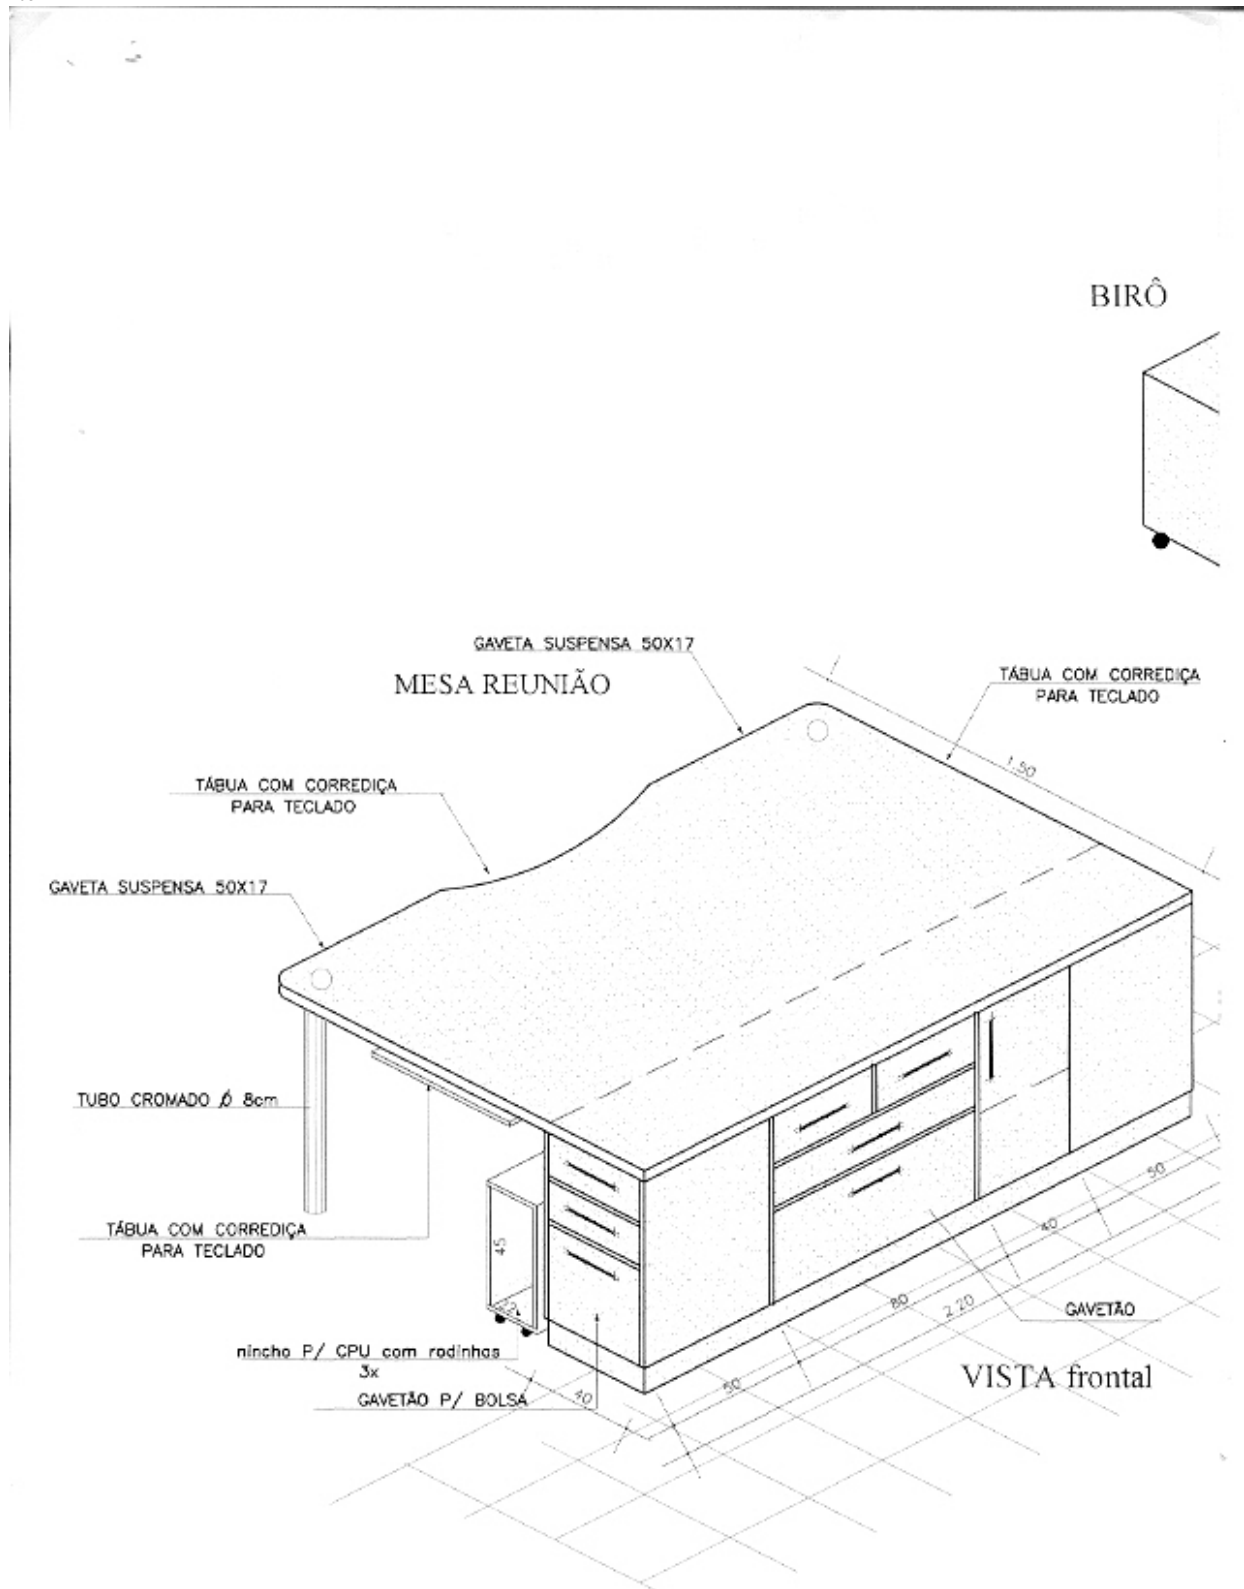 BIRÔ
GAVETA SUSPENSA 50X17
MESA REUNIÃO
TÁBUA COM CORREDIÇA
PARA TECLADO
1.50
TÁBUA COM CORREDIÇA
PARA TECLADO
GAVETA SUSPENSA 50X17
TUBO CROMADO Ø 8cm
TÁBUA COM CORREDIÇA
PARA TECLADO
45
22
nincho P/ CPU com rodinhas
3x
GAVETÃO P/ BOLSA
40
50
80
2.20
40
50
GAVETÃO
VISTA frontal